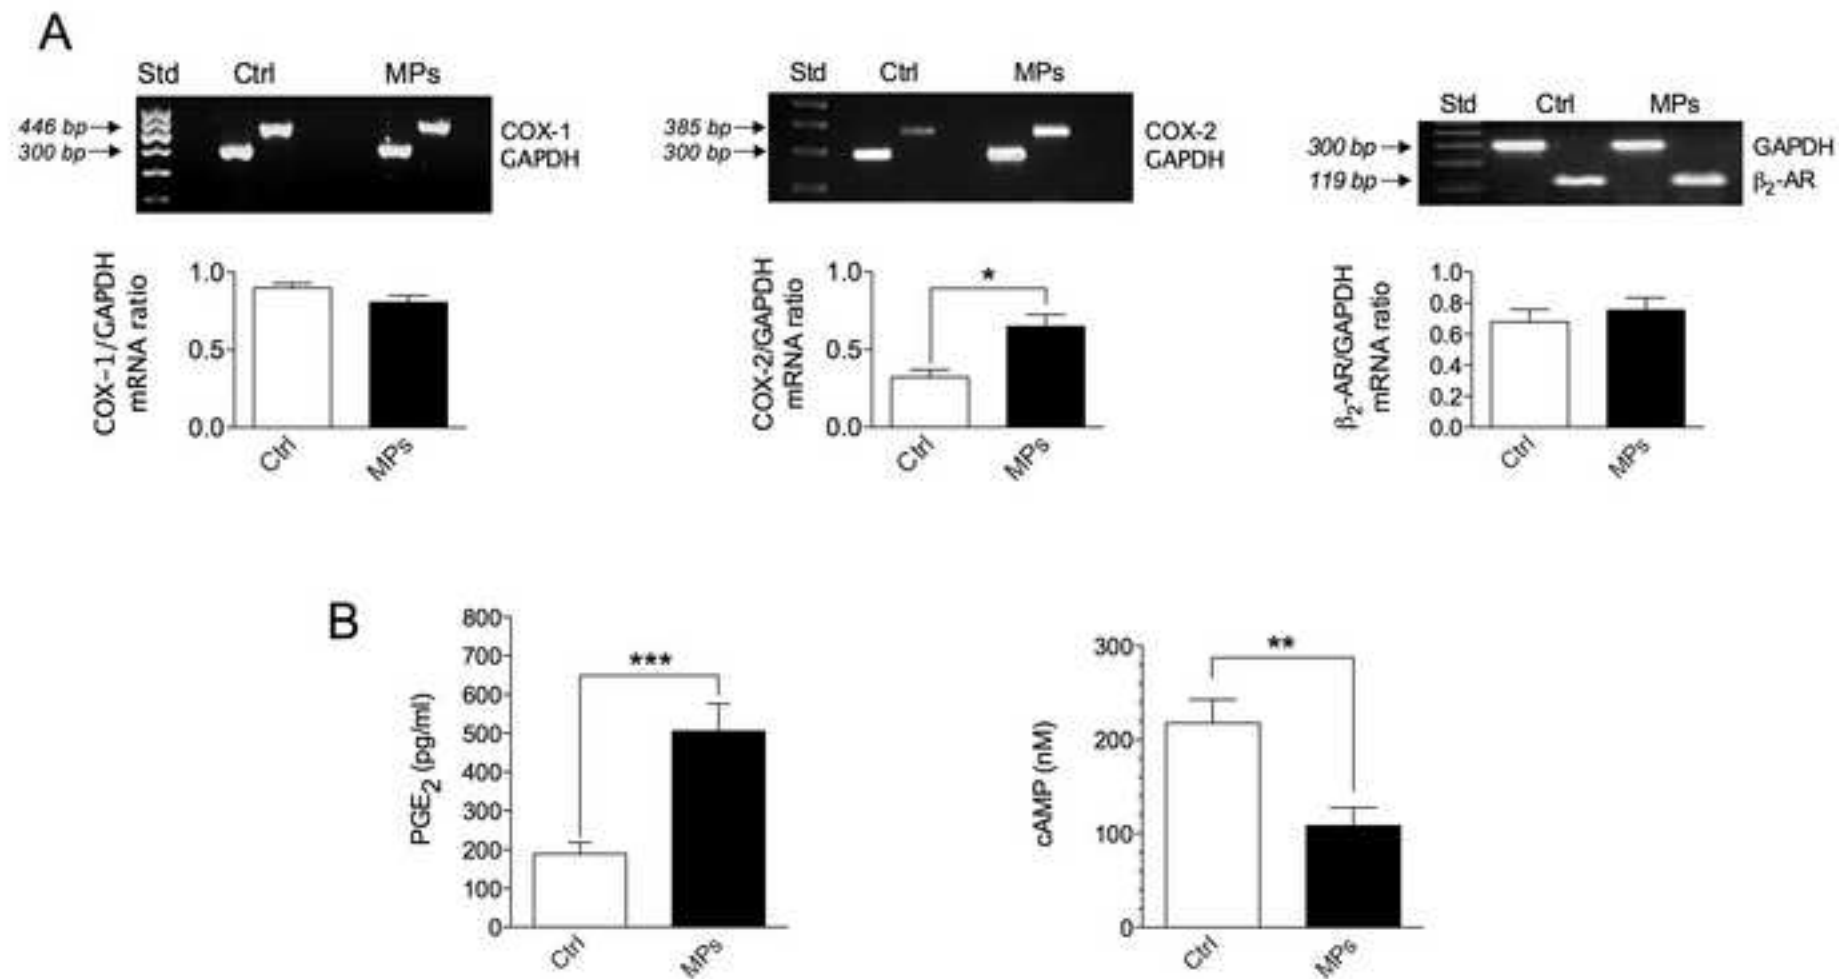 A
Std Ctrl MPs
446 bp
300 bp
COX-1
GAPDH
COX-1/GAPDH
mRNA ratio
1.0
0.5
0.0
Ctrl
MPs
Std Ctrl MPs
385 bp
300 bp
COX-2
GAPDH
COX-2/GAPDH
mRNA ratio
1.0
0.5
0.0
*
Ctrl
MPs
Std Ctrl MPs
300 bp
119 bp
GAPDH
β2-AR
β2-AR/GAPDH
mRNA ratio
1.0
0.8
0.6
0.4
0.2
0.0
Ctrl
MPs
B
PGE2 (pg/ml)
800
700
600
500
400
300
200
100
0
***
Ctrl
MPs
cAMP (nM)
300
200
100
0
**
Ctrl
MPs